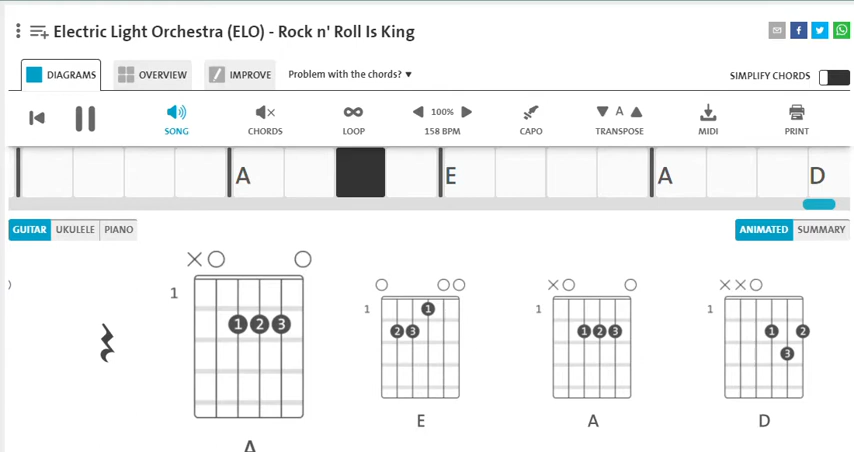 Electric Light Orchestra (ELO) - Rock n' Roll Is King
DIAGRAMS OVERVIEW IMPROVE Problem with the chords? ▼ SIMPLIFY CHORDS
100% A
SONG CHORDS LOOP 158 BPM CAPO TRANSPOSE MIDI PRINT
A E A D
GUITAR UKULELE PIANO ANIMATED SUMMARY
1 1 2 3
1 1 2 3
1 1 2 3
1 1 2 3
A E A D